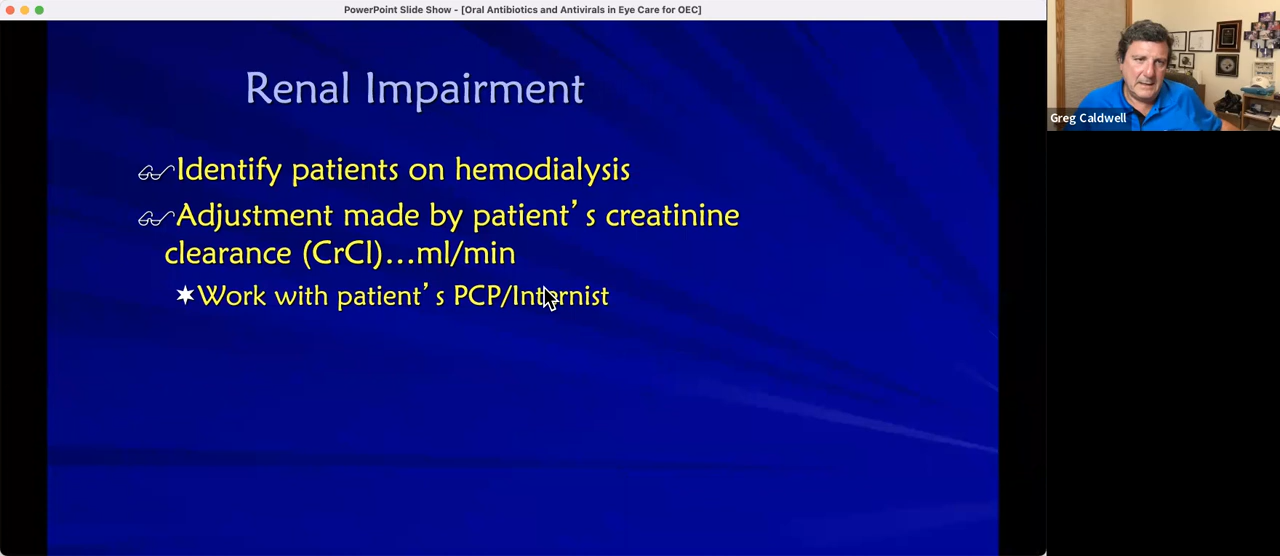 PowerPoint Slide Show - [Oral Antibiotics and Antivirals in Eye Care for OEC]
Renal Impairment
Identify patients on hemodialysis
Adjustment made by patient's creatinine
clearance (CrCl)...ml/min
Work with patient's PCP/Internist
Greg Caldwell